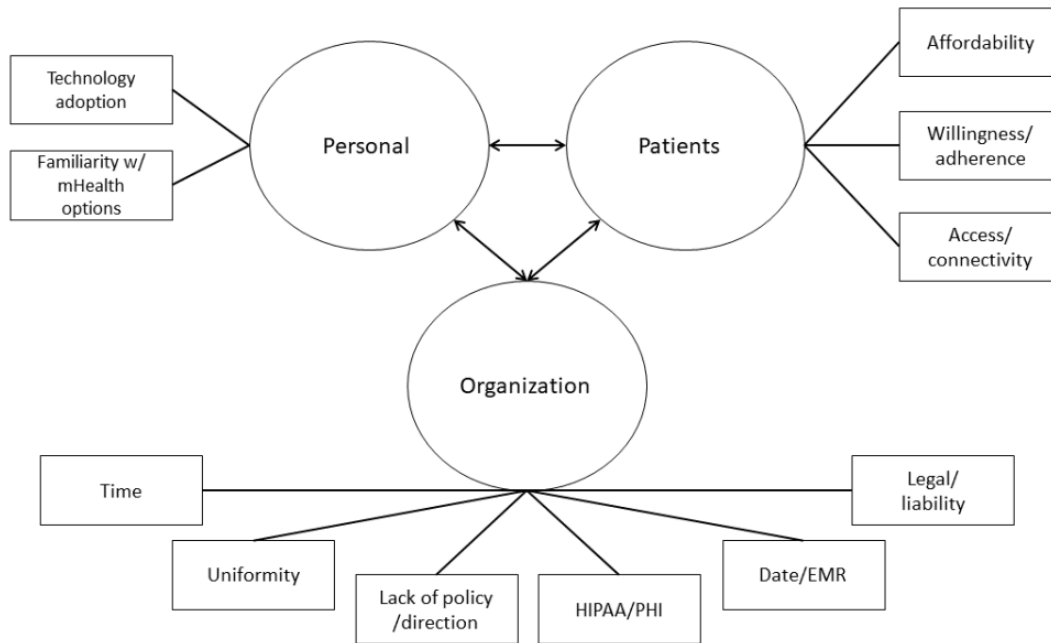 Affordability
Technology
adoption
Personal
Patients
Willingness/
adherence
Familiarity w/
mHealth
options
Access/
connectivity
Organization
Time
Legal/
liability
Uniformity
Lack of policy
/direction
HIPAA/PHI
Date/EMR